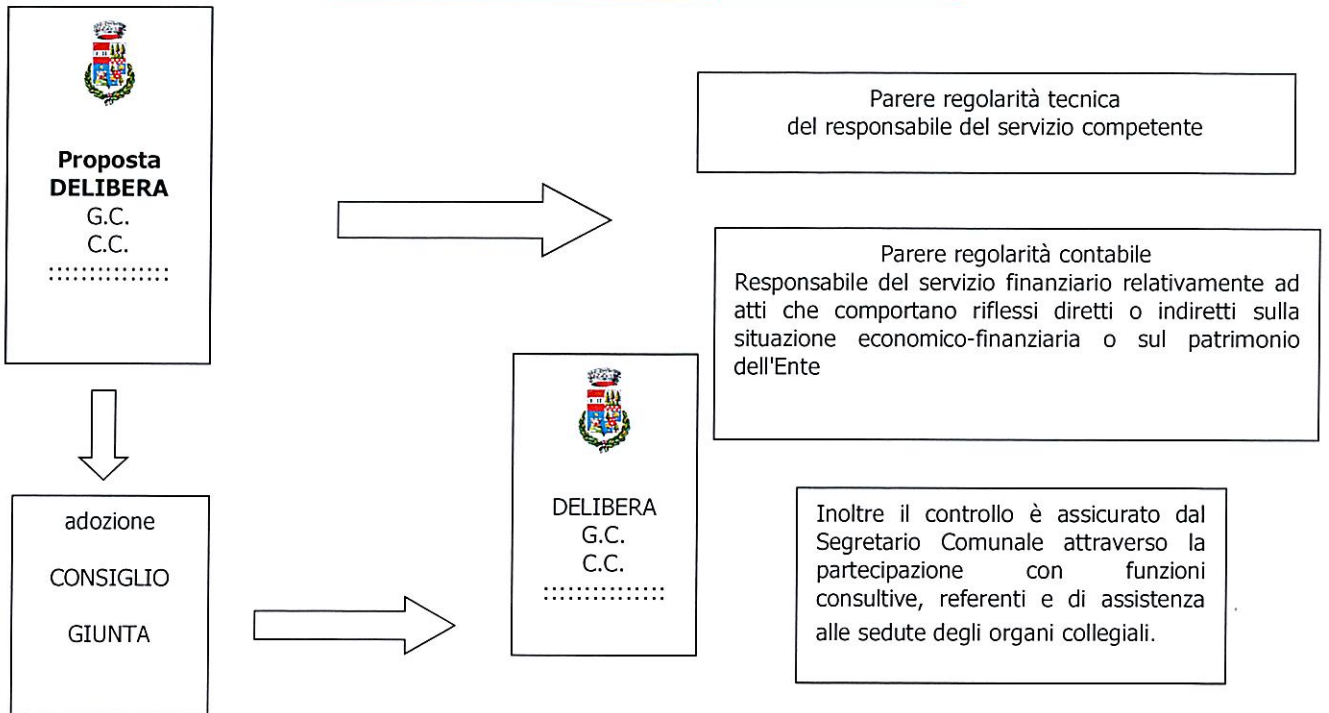 Proposta
DELIBERA
G.C.
C.C.
:::::::::::::::
Parere regolarità tecnica
del responsabile del servizio competente
Parere regolarità contabile
Responsabile del servizio finanziario relativamente ad
atti che comportano riflessi diretti o indiretti sulla
situazione economico-finanziaria o sul patrimonio
dell'Ente
adozione
CONSIGLIO
GIUNTA
DELIBERA
G.C.
C.C.
:::::::::::::::
Inoltre il controllo è assicurato dal
Segretario Comunale attraverso la
partecipazione con funzioni
consultive, referenti e di assistenza
alle sedute degli organi collegiali.